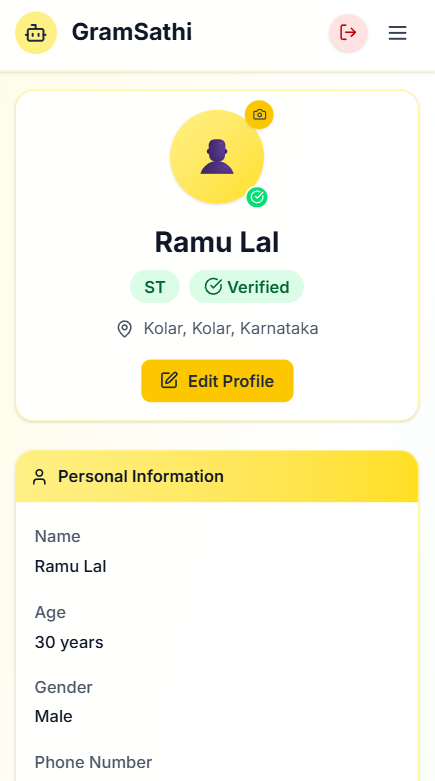 GramSathi
Ramu Lal
ST
Verified
Kolar, Kolar, Karnataka
Edit Profile
Personal Information
Name
Ramu Lal
Age
30 years
Gender
Male
Phone Number